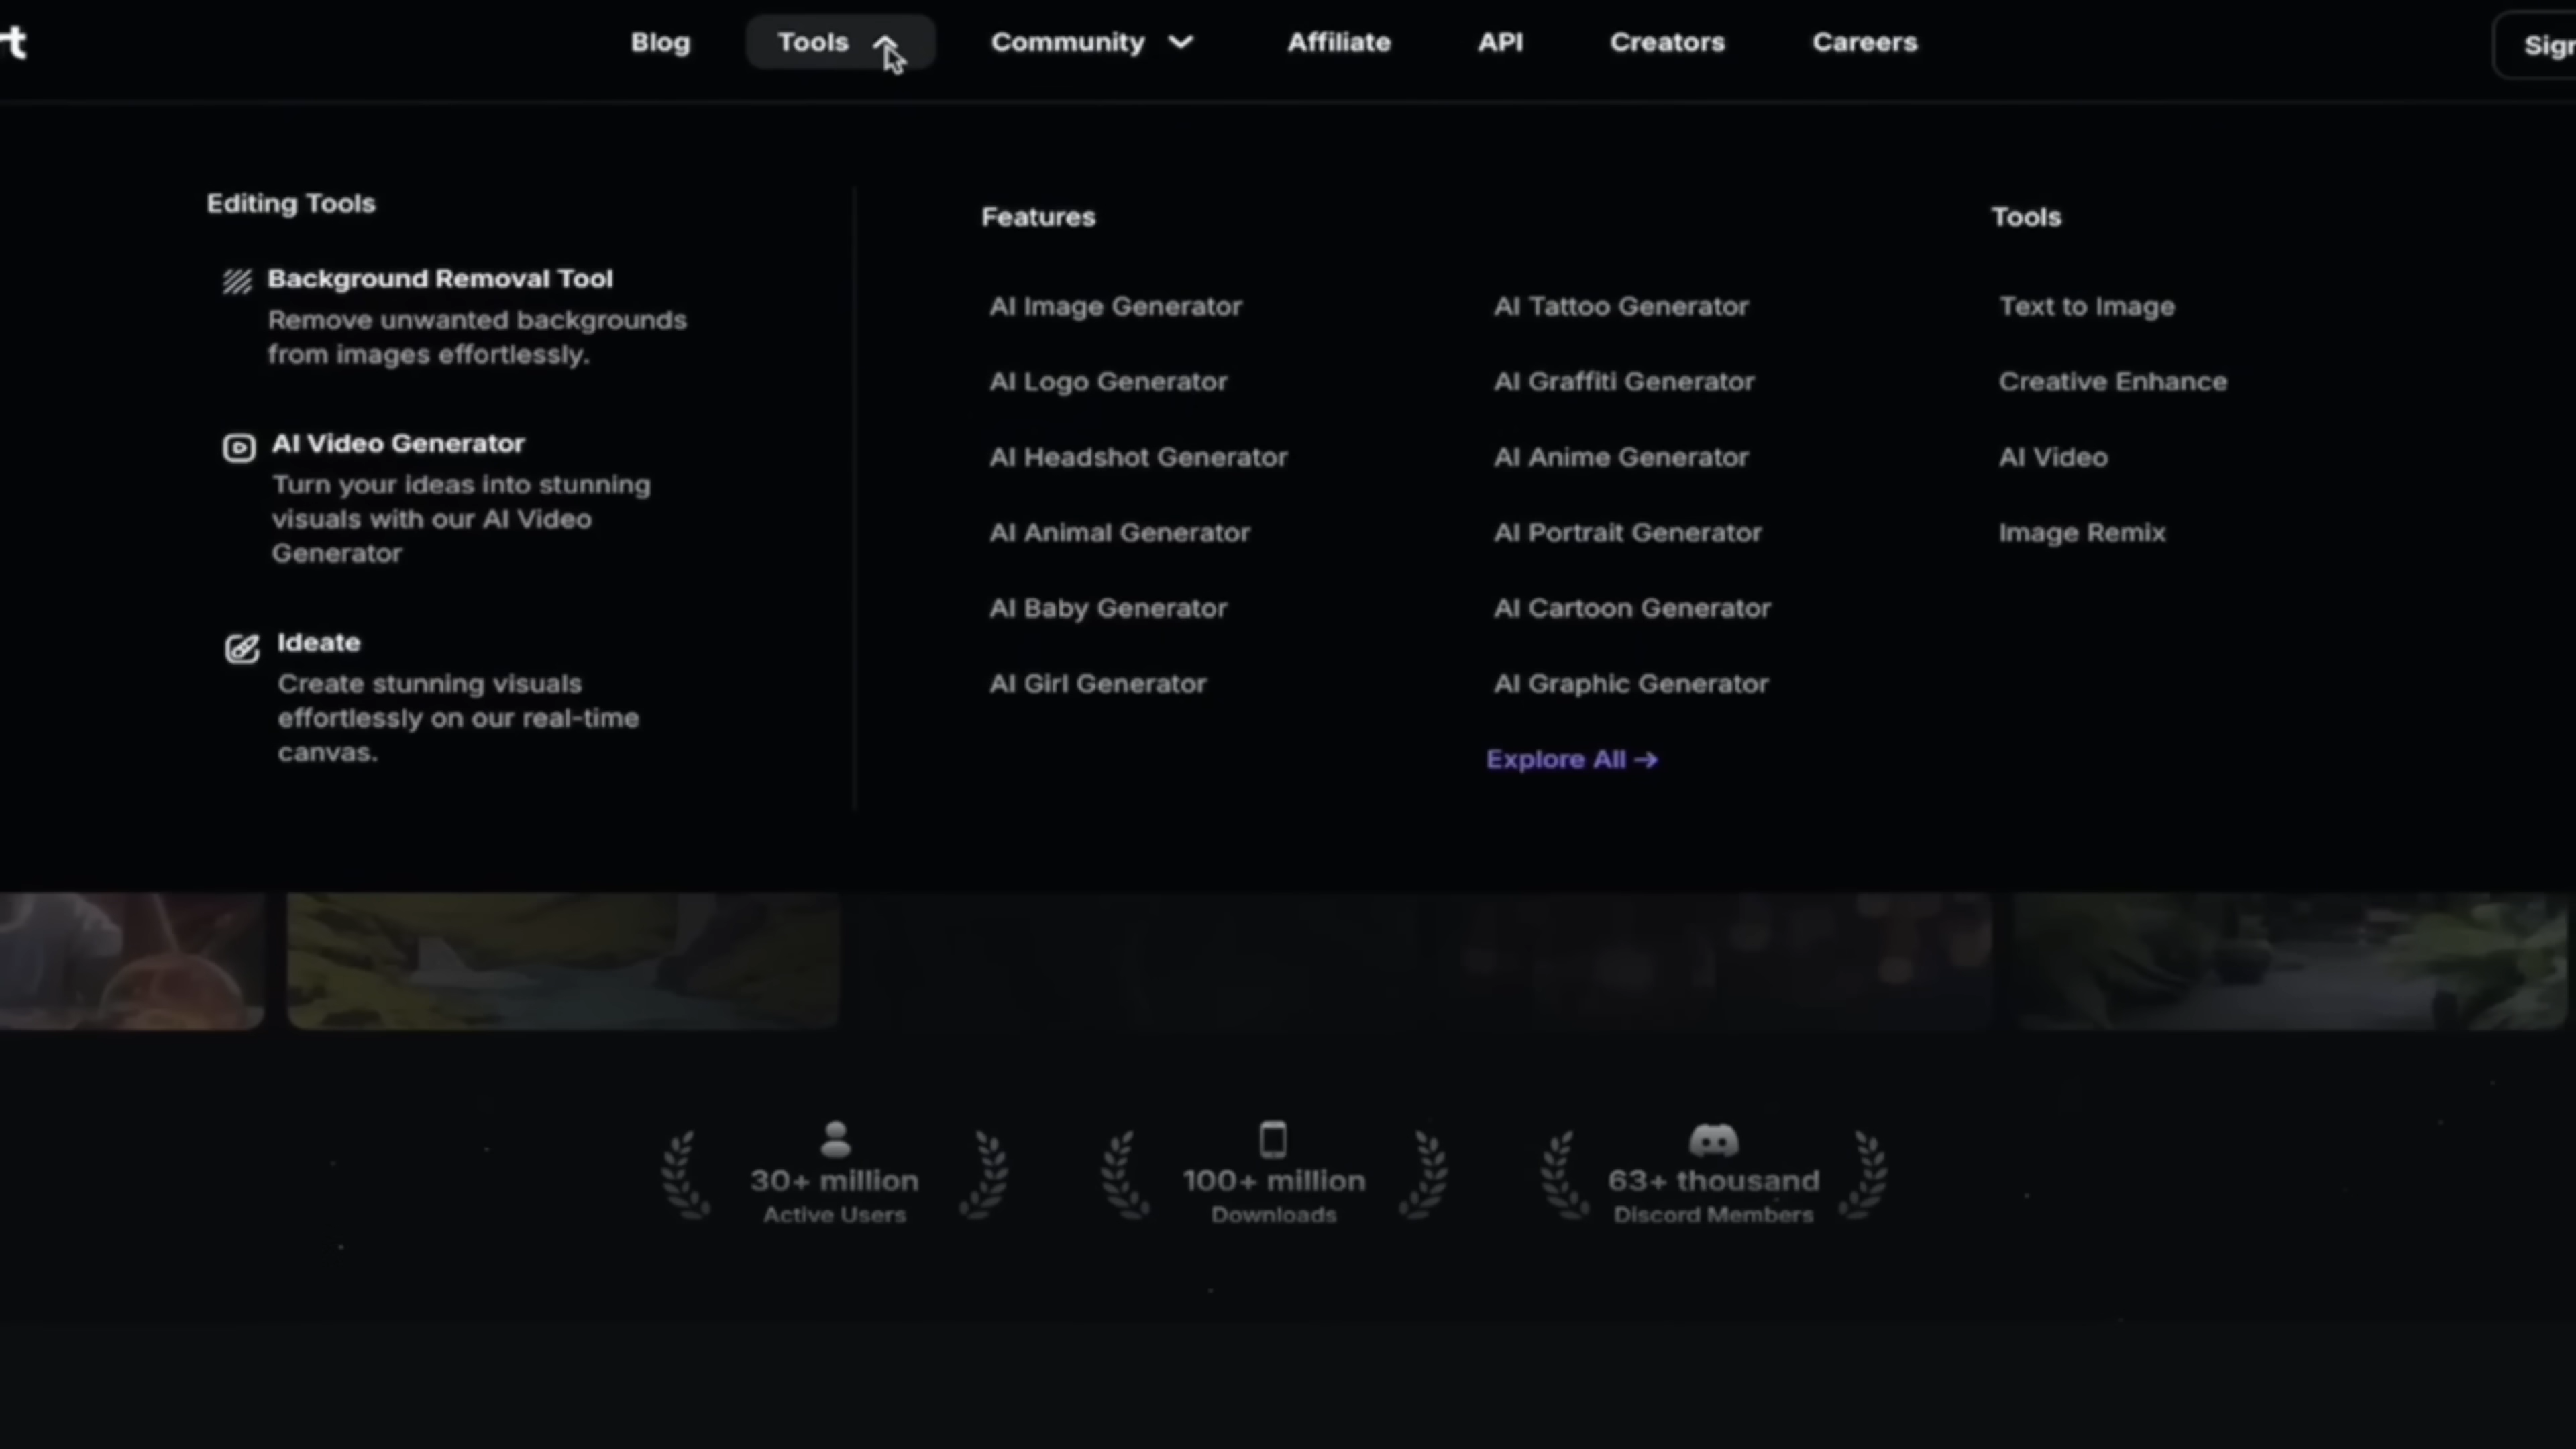 rt
Blog
Tools
Community
Affiliate
API
Creators
Careers
Sign
Editing Tools
Background Removal Tool
Remove unwanted backgrounds
from images effortlessly.
AI Video Generator
Turn your ideas into stunning
visuals with our AI Video
Generator
Ideate
Create stunning visuals
effortlessly on our real-time
canvas.
Features
AI Image Generator
AI Logo Generator
AI Headshot Generator
AI Animal Generator
AI Baby Generator
AI Girl Generator
AI Tattoo Generator
AI Graffiti Generator
AI Anime Generator
AI Portrait Generator
AI Cartoon Generator
AI Graphic Generator
Explore All →
Tools
Text to Image
Creative Enhance
AI Video
Image Remix
30+ million
Active Users
100+ million
Downloads
63+ thousand
Discord Members